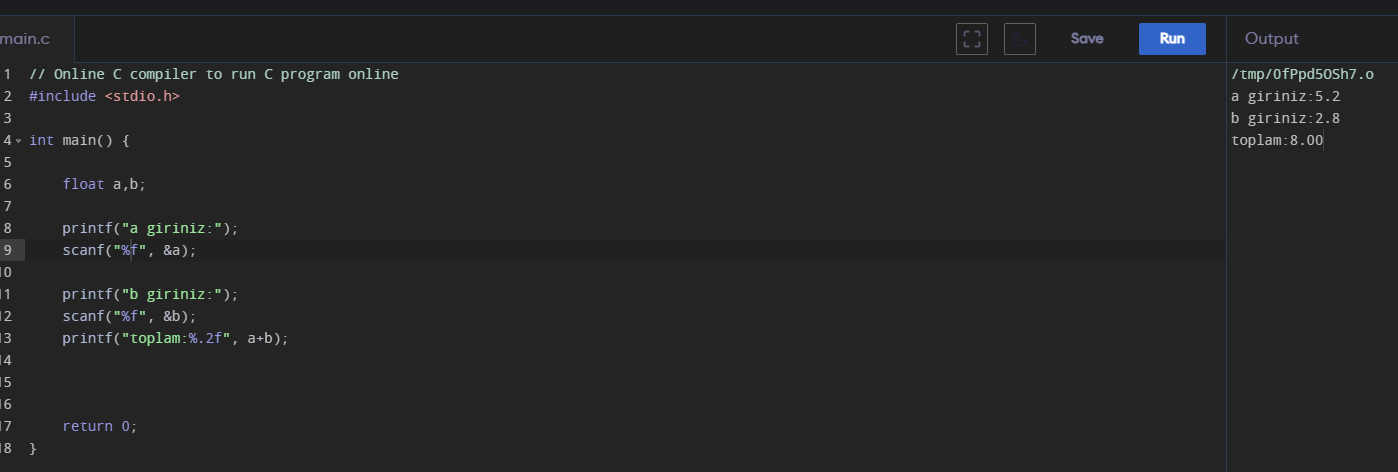 main.c
Save
Run
Output
1 // Online C compiler to run C program online
2 #include <stdio.h>
3
4 int main() {
5
6     float a,b;
7
8     printf("a giriniz:");
9     scanf("%f", &a);
10
11     printf("b giriniz:");
12     scanf("%f", &b);
13     printf("toplam:%.2f", a+b);
14
15
16
17     return 0;
18 }
/tmp/0fPpd5OSh7.o
a giriniz:5.2
b giriniz:2.8
toplam:8.00